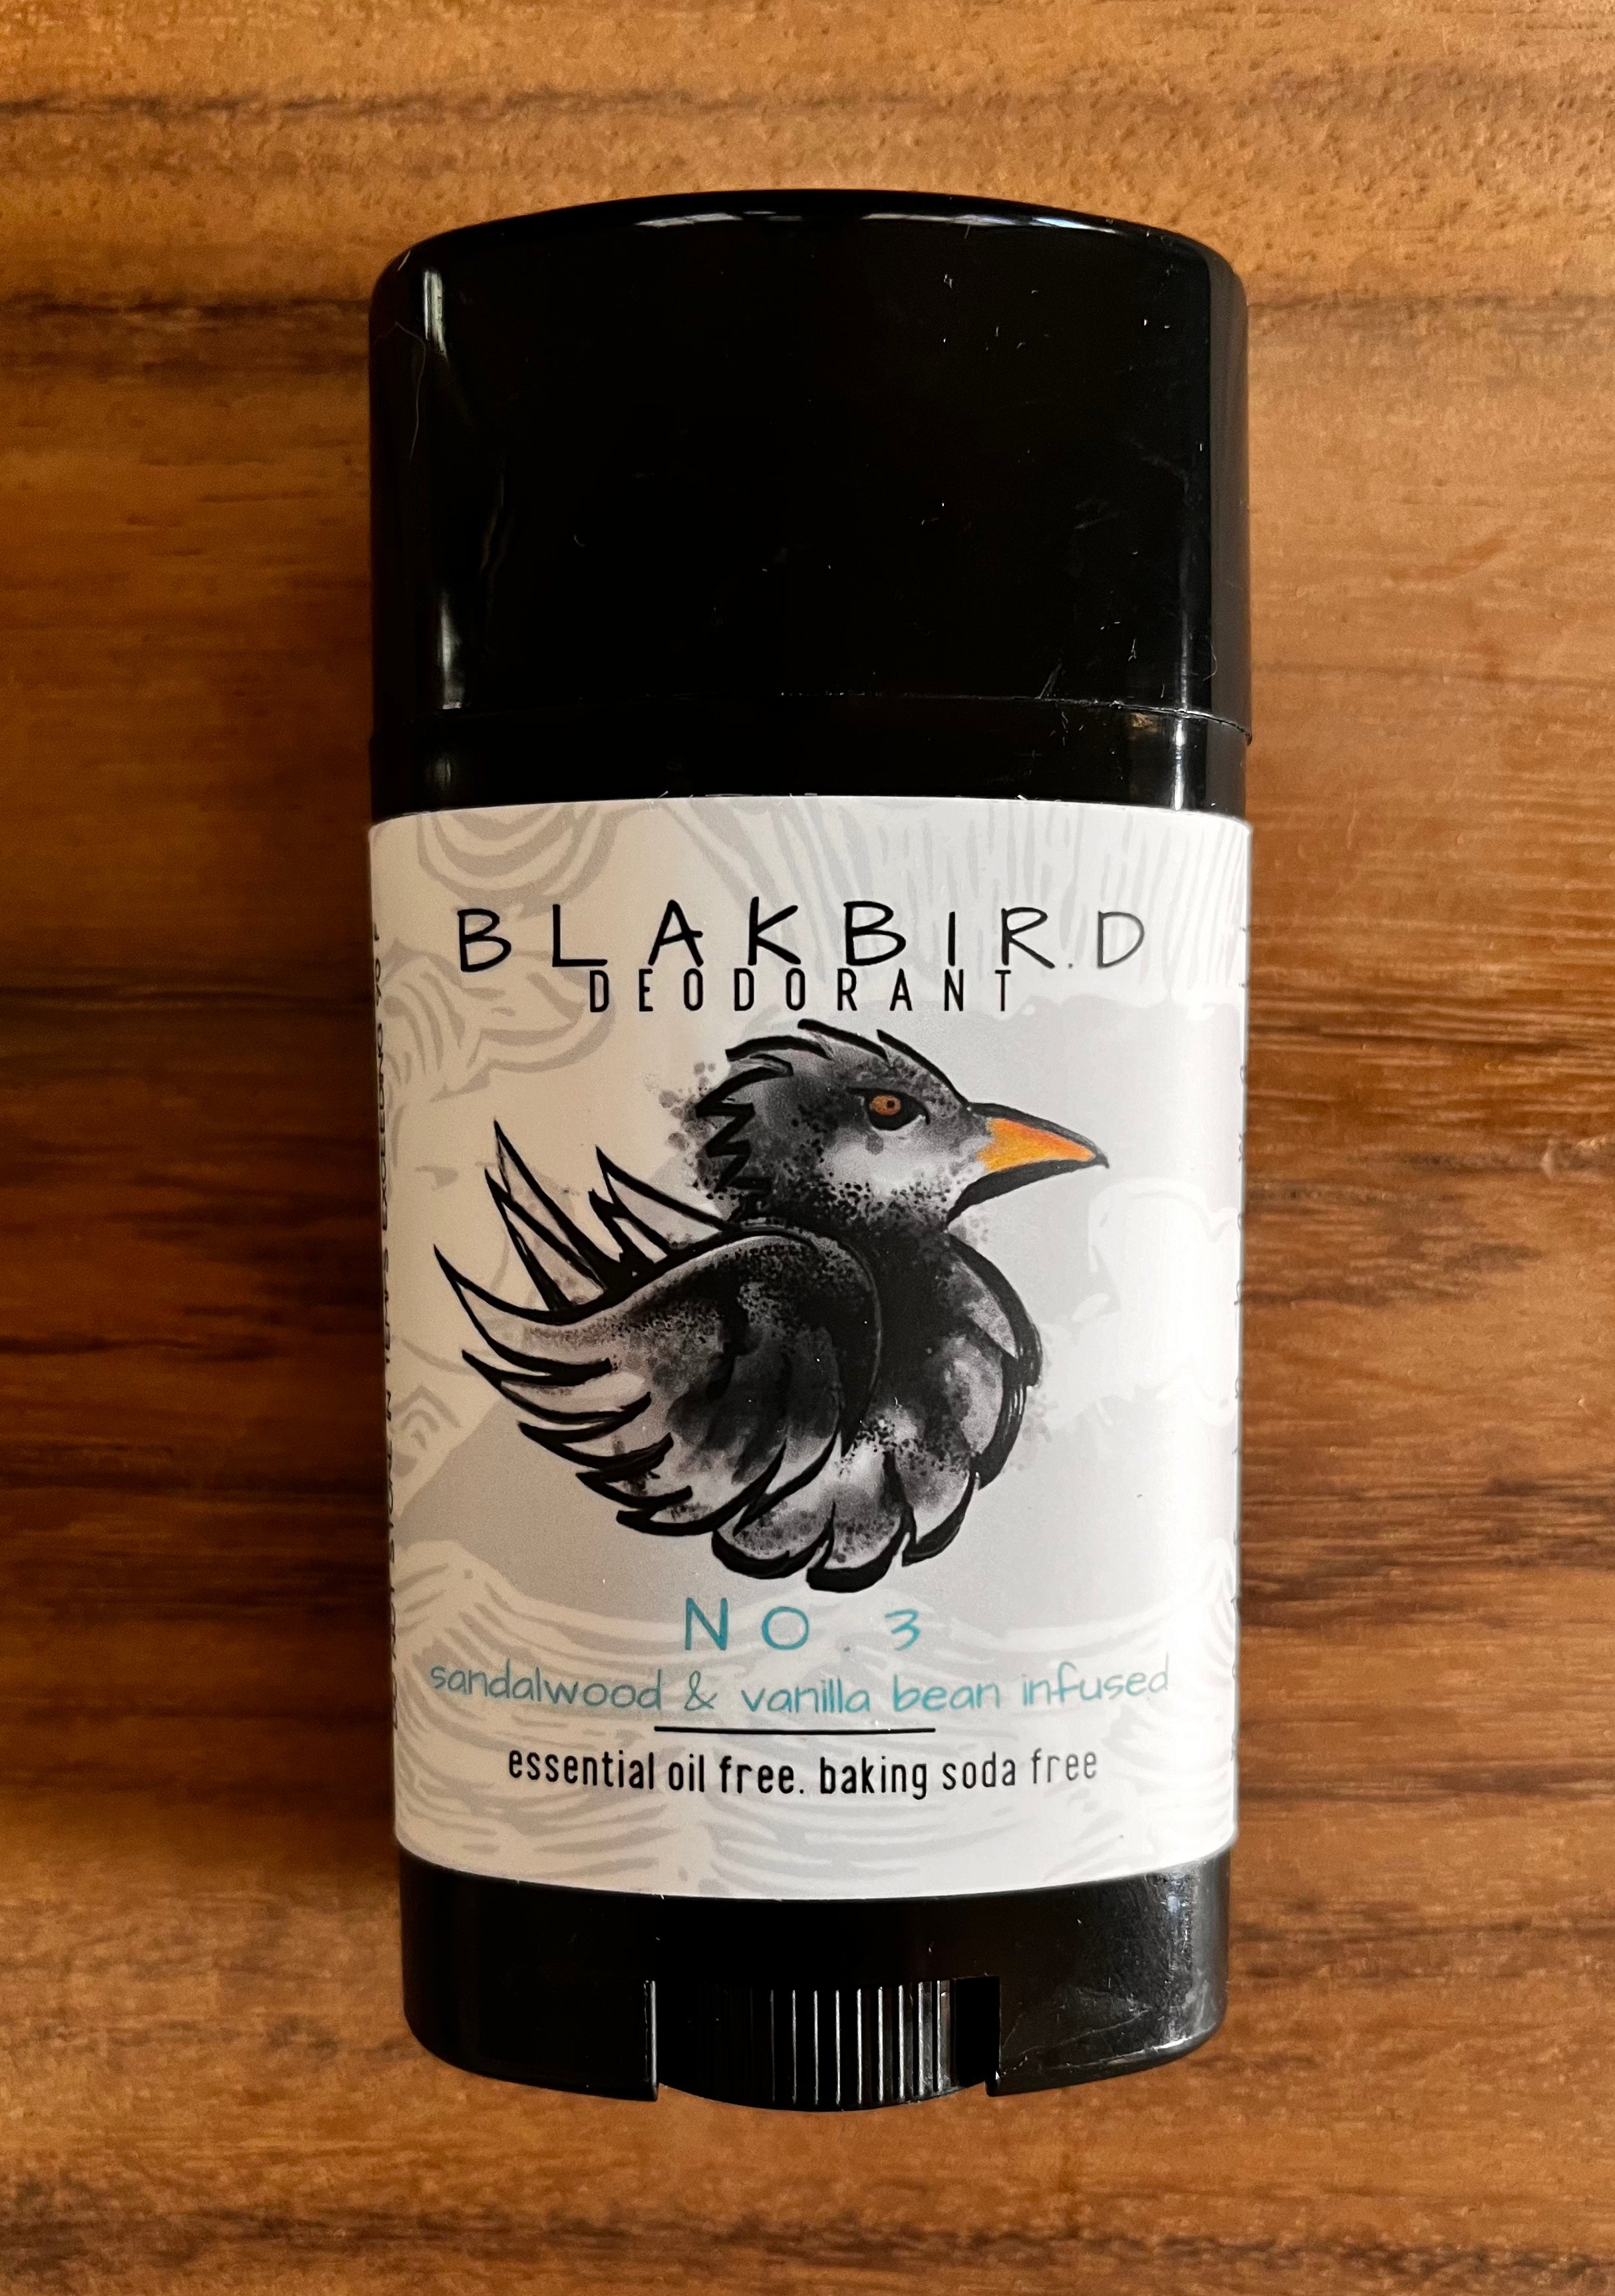 BLAKBIRD
DEODORANT
NO. 3
sandalwood & vanilla bean infused
essential oil free. baking soda free